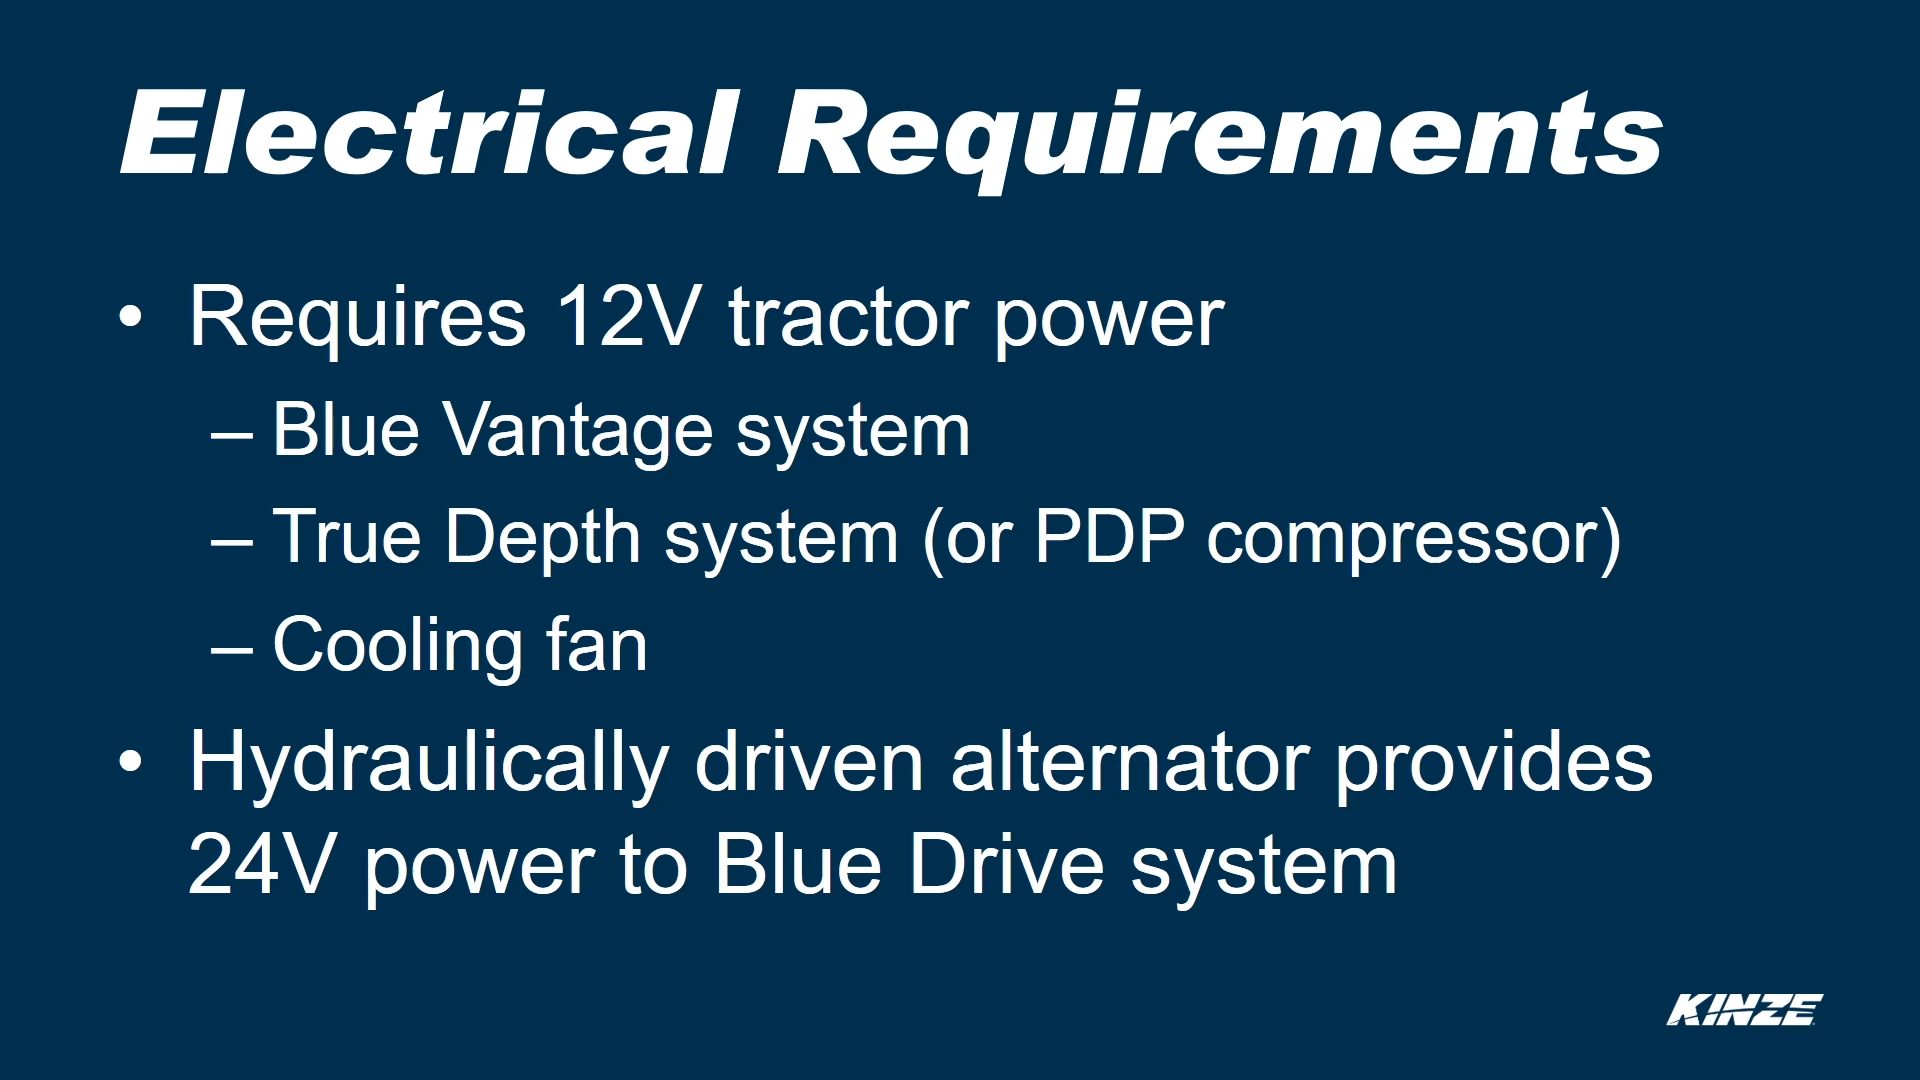 Electrical Requirements
• Requires 12V tractor power
– Blue Vantage system
– True Depth system (or PDP compressor)
– Cooling fan
• Hydraulically driven alternator provides
24V power to Blue Drive system
KINZE